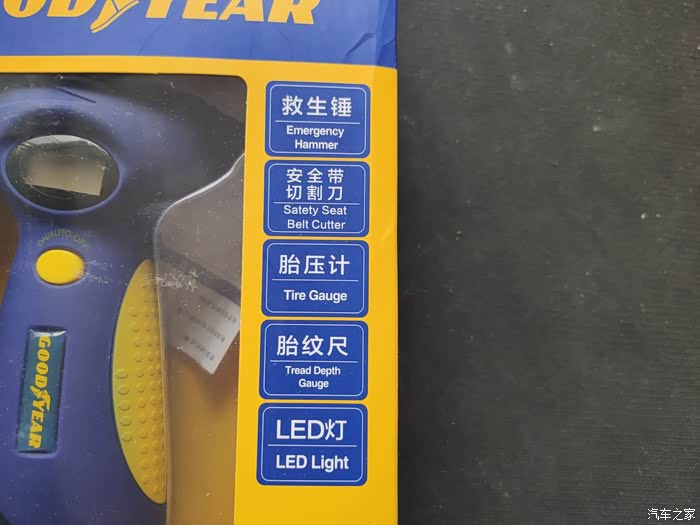 GOODYEAR
救生锤
Emergency
Hammer
安全带
切割刀
Satety Seat
Belt Cutter
胎压计
Tire Gauge
胎纹尺
Tread Depth
Gauge
LED灯
LED Light
ON/AUTO-OFF
GOODYEAR
汽车之家